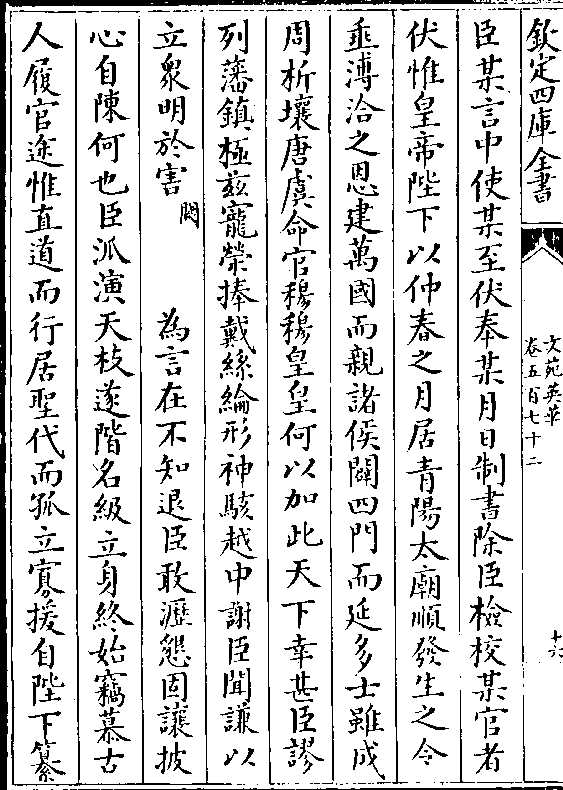 欽定四庫全書
文苑英華
卷五百七十二
十六
臣某言中使某至伏奉某月日制書除臣檢校某官者
伏惟皇帝陛下以仲春之月居青陽太廟順發生之令
垂溥洽之恩建萬國而親諸侯闢四門而延多士雖成
周析壤唐虞命官穆穆皇皇何以加此天下幸甚臣謬
列藩鎮極兹寵榮捧戴絲綸形神駭越中謝臣聞謙以
立衆明於害闕為言在不知退臣敢瀝懇固讓披
心自陳何也臣派演天枝遂階名級立身終始竊慕古
人履官途惟直道而行居聖代而孤立寡援自陛下纂